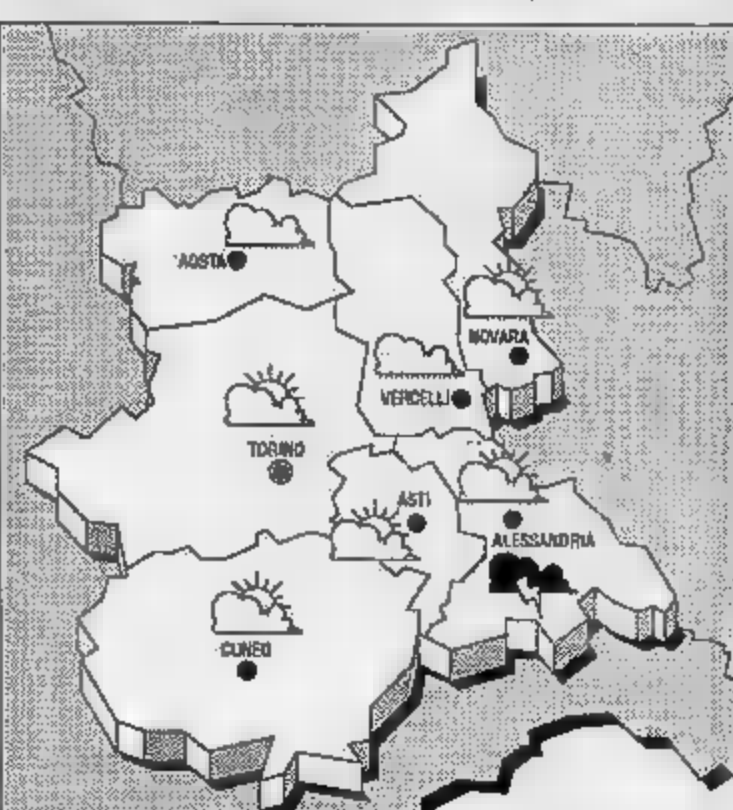 AOSTA
NOVARA
VERCELLI
TORINO
ASTI
ALESSANDRIA
CUNEO